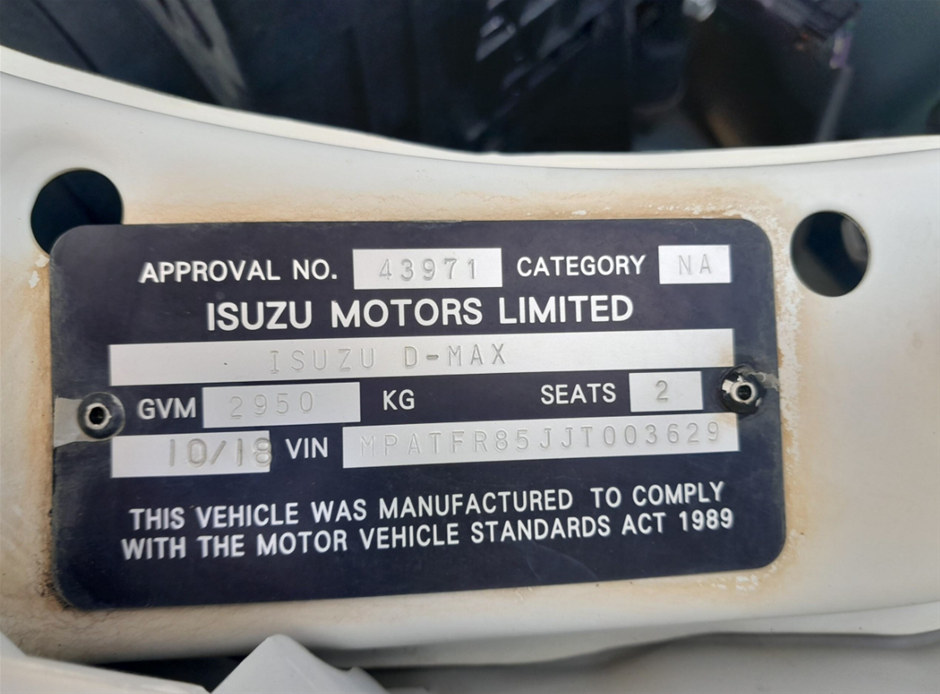 APPROVAL NO. 43971 CATEGORY NA
ISUZU MOTORS LIMITED
ISUZU D-MAX
GVM 2950 KG SEATS 2
10/18 VIN MPATFR85JJT003629
THIS VEHICLE WAS MANUFACTURED TO COMPLY
WITH THE MOTOR VEHICLE STANDARDS ACT 1989